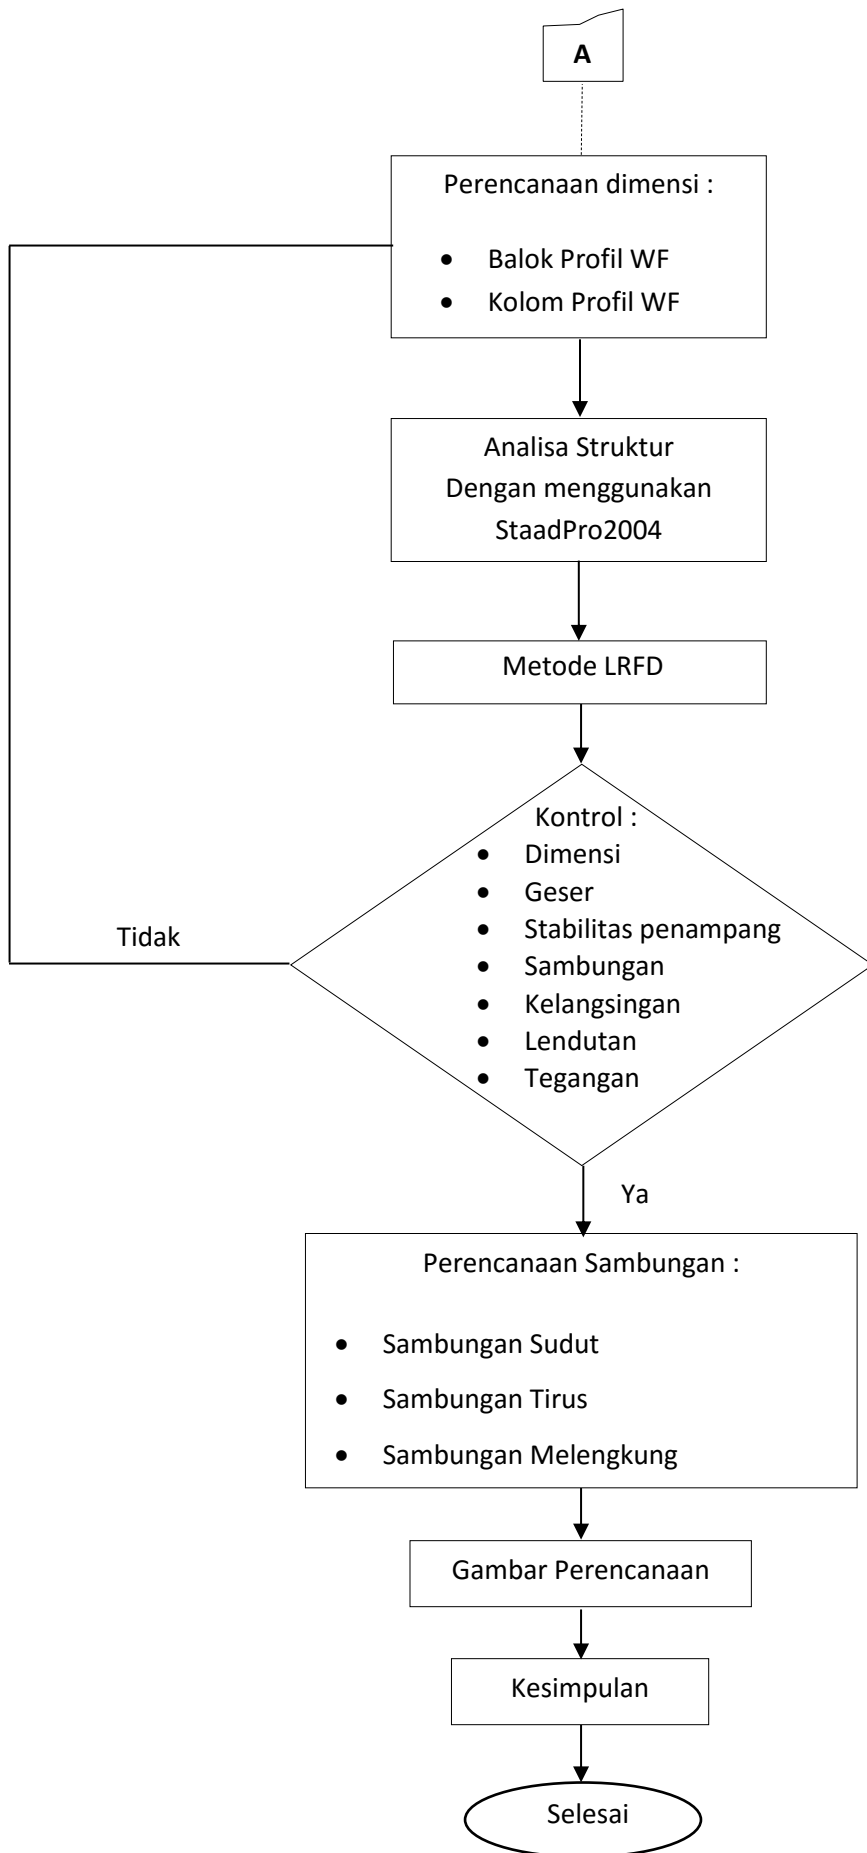 A
Perencanaan dimensi :
• Balok Profil WF
• Kolom Profil WF
Analisa Struktur
Dengan menggunakan
StaadPro2004
Metode LRFD
Kontrol :
• Dimensi
• Geser
• Stabilitas penampang
• Sambungan
• Kelangsingan
• Lendutan
• Tegangan
Tidak
Ya
Perencanaan Sambungan :
• Sambungan Sudut
• Sambungan Tirus
• Sambungan Melengkung
Gambar Perencanaan
Kesimpulan
Selesai